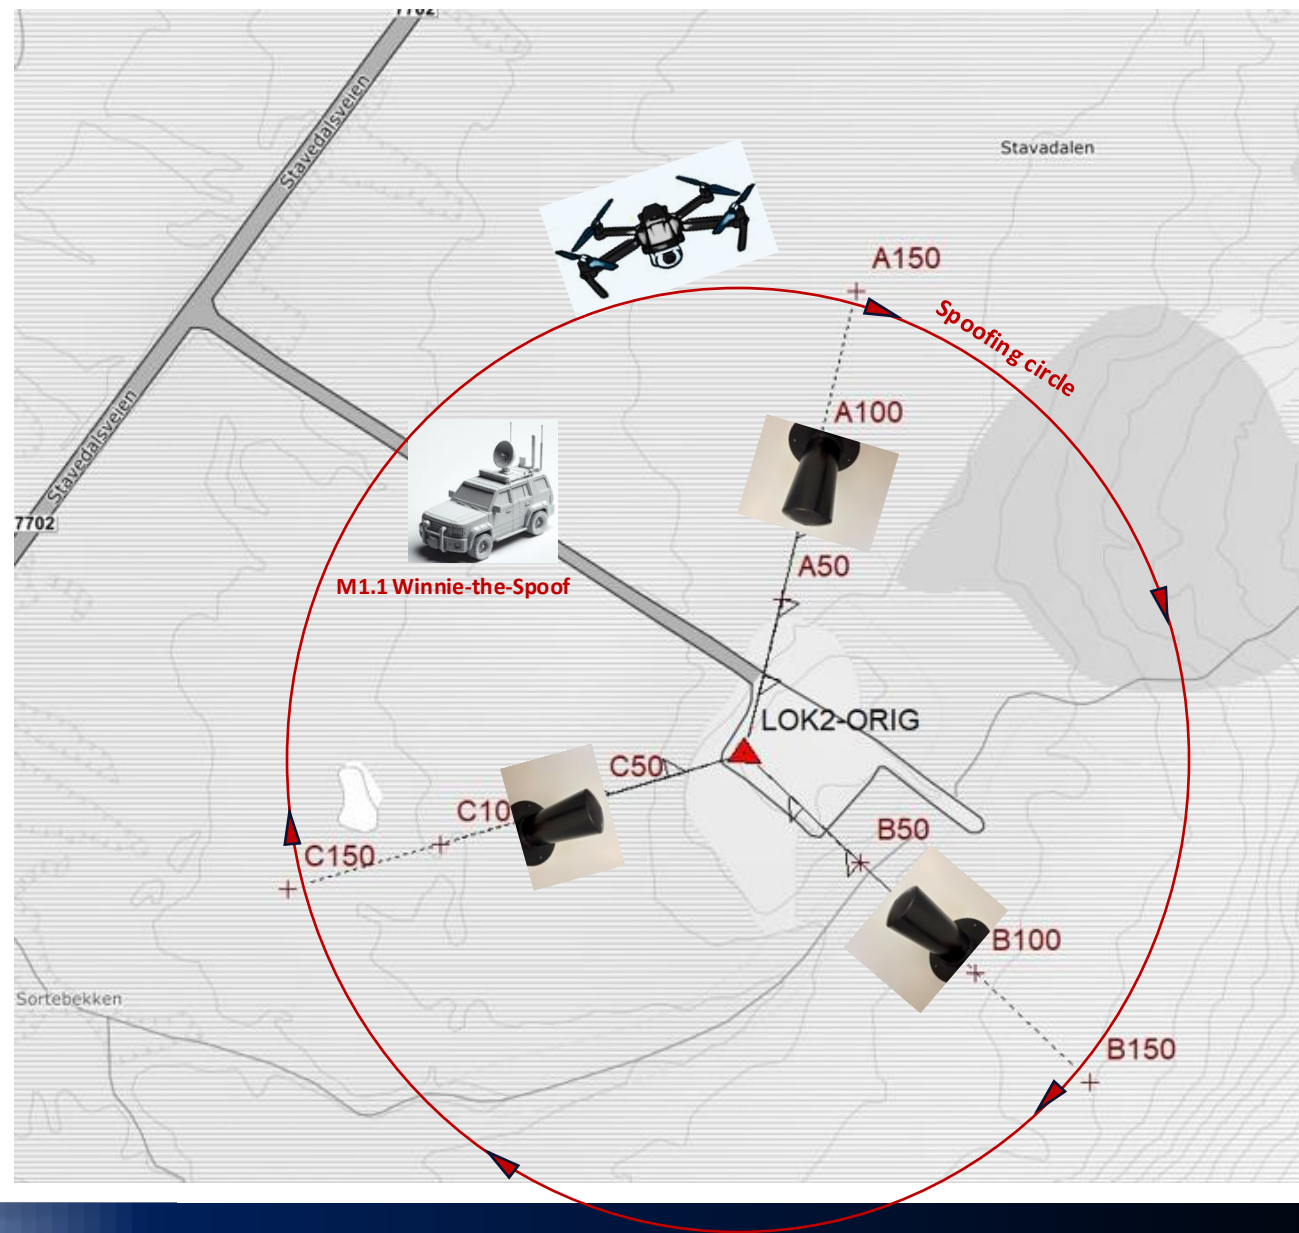 7702
Stavedalsveien
Stavadalen
A150
Spoofing circle
A100
Stavedalsveien
7702
A50
M1.1 Winnie-the-Spoof
LOK2-ORIG
C50
C10
B50
C150
B100
Sortebekken
B150